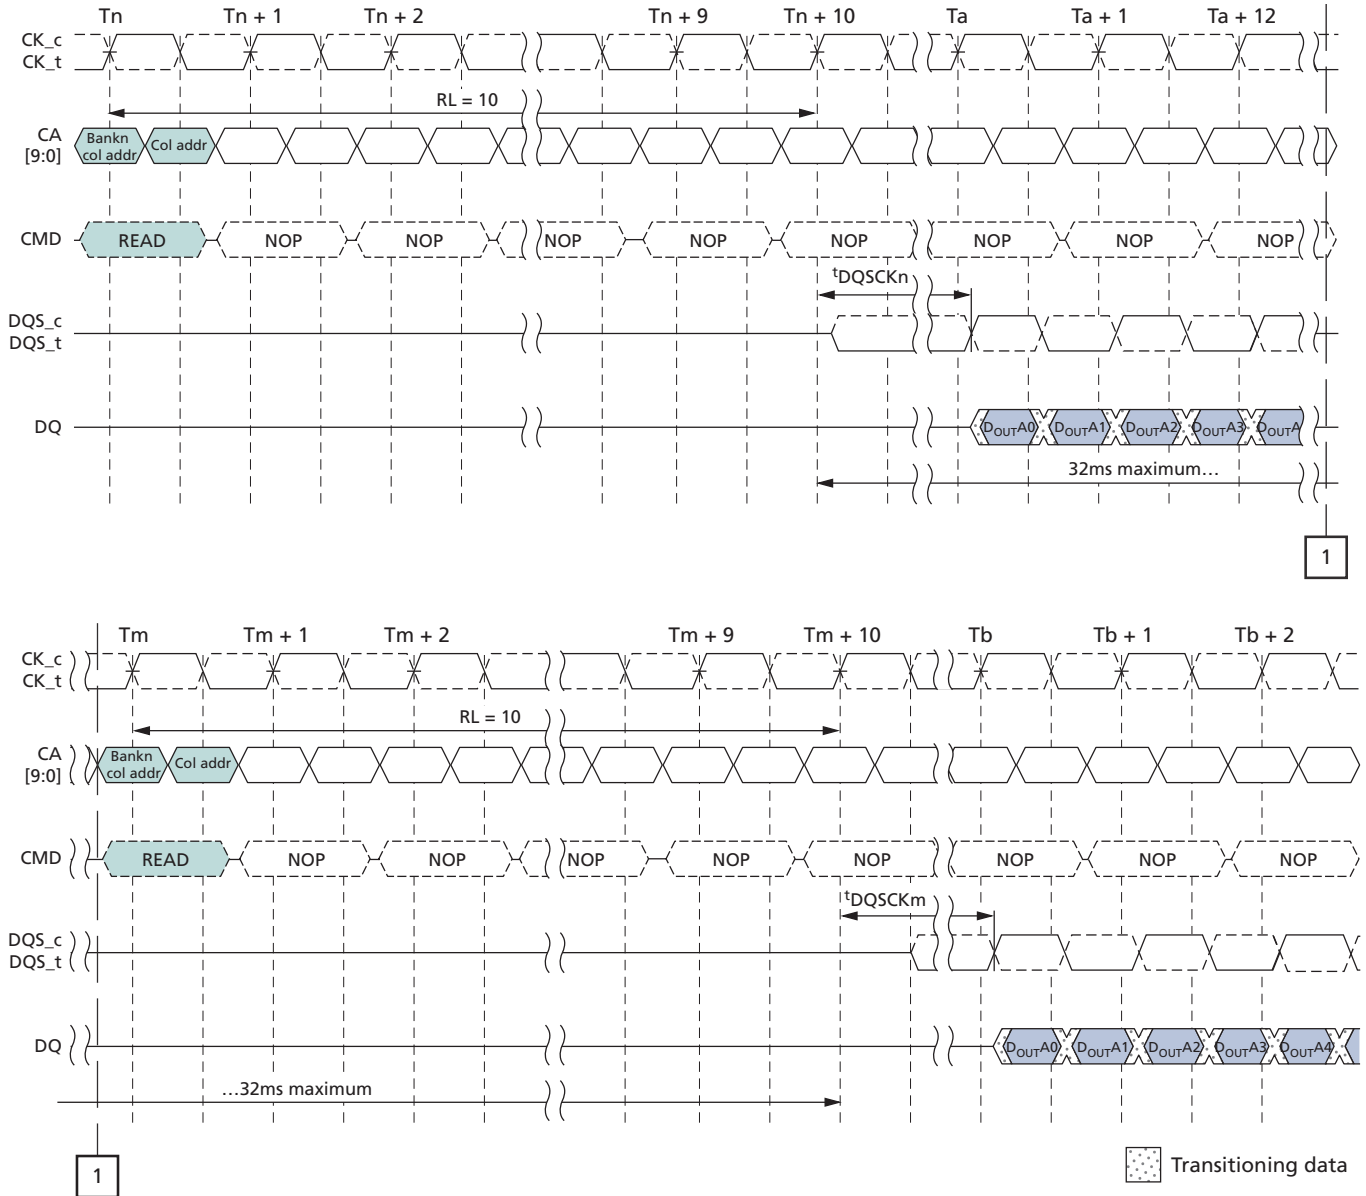 Tn Tn + 1 Tn + 2 Tn + 9 Tn + 10 Ta Ta + 1 Ta + 12
CK_c
CK_t
RL = 10
CA
[9:0]
Bankn
col addr
Col addr
CMD READ NOP NOP NOP NOP NOP NOP NOP NOP
tDQSCKn
DQS_c
DQS_t
DQ DOUTA0 DOUTA1 DOUTA2 DOUTA3 DOUTA
32ms maximum…
1
Tm Tm + 1 Tm + 2 Tm + 9 Tm + 10 Tb Tb + 1 Tb + 2
CK_c
CK_t
RL = 10
CA
[9:0]
Bankn
col addr
Col addr
CMD READ NOP NOP NOP NOP NOP NOP NOP NOP
tDQSCKm
DQS_c
DQS_t
DQ DOUTA0 DOUTA1 DOUTA2 DOUTA3 DOUTA4
…32ms maximum
1
Transitioning data